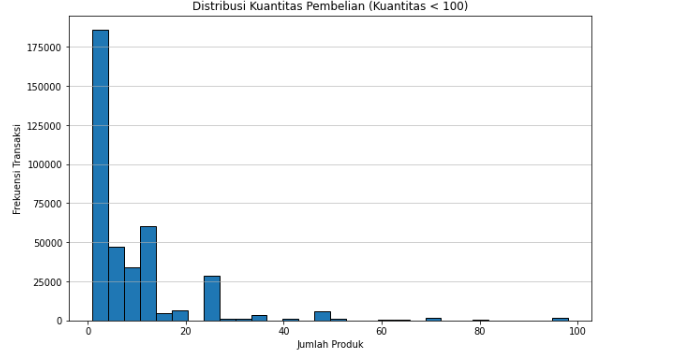 Distribusi Kuantitas Pembelian (Kuantitas < 100)
175000
150000
125000
100000
75000
50000
25000
0
Frekuensi Transaksi
0 20 40 60 80 100
Jumlah Produk